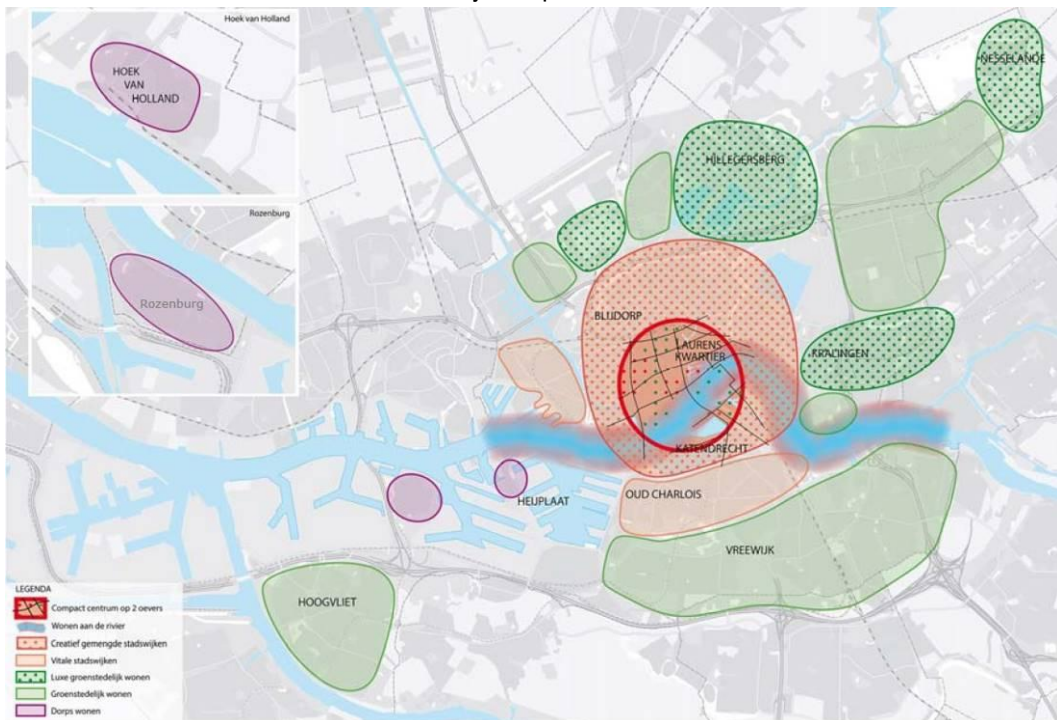 Hoek van Holland
HOEK
VAN
HOLLAND
Rozenburg
Rozenburg
NESSELANDE
HILLEGERSBERG
BLIJDORP
LAURENS
KWARTIER
KRALINGEN
KATENDRECHT
OUD CHARLOIS
HEIJPLAAT
VREEWIJK
HOOGVLIET
LEGENDA
Compact centrum op 2 oevers
Wonen aan de rivier
Creatief gemengde stadswijken
Vitale stadswijken
Luxe groenstedelijk wonen
Groenstedelijk wonen
Dorps wonen